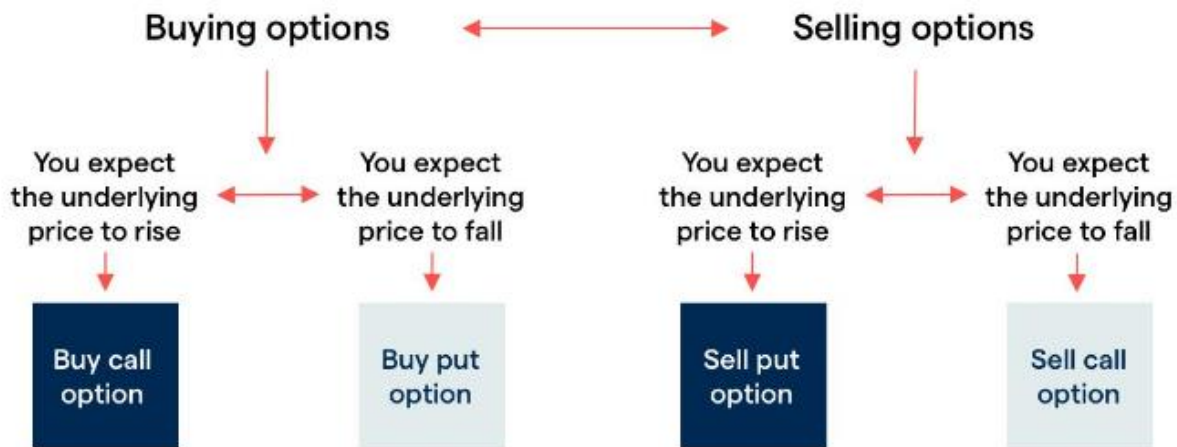 Buying options
Selling options
You expect
the underlying
price to rise
You expect
the underlying
price to fall
You expect
the underlying
price to rise
You expect
the underlying
price to fall
Buy call
option
Buy put
option
Sell put
option
Sell call
option